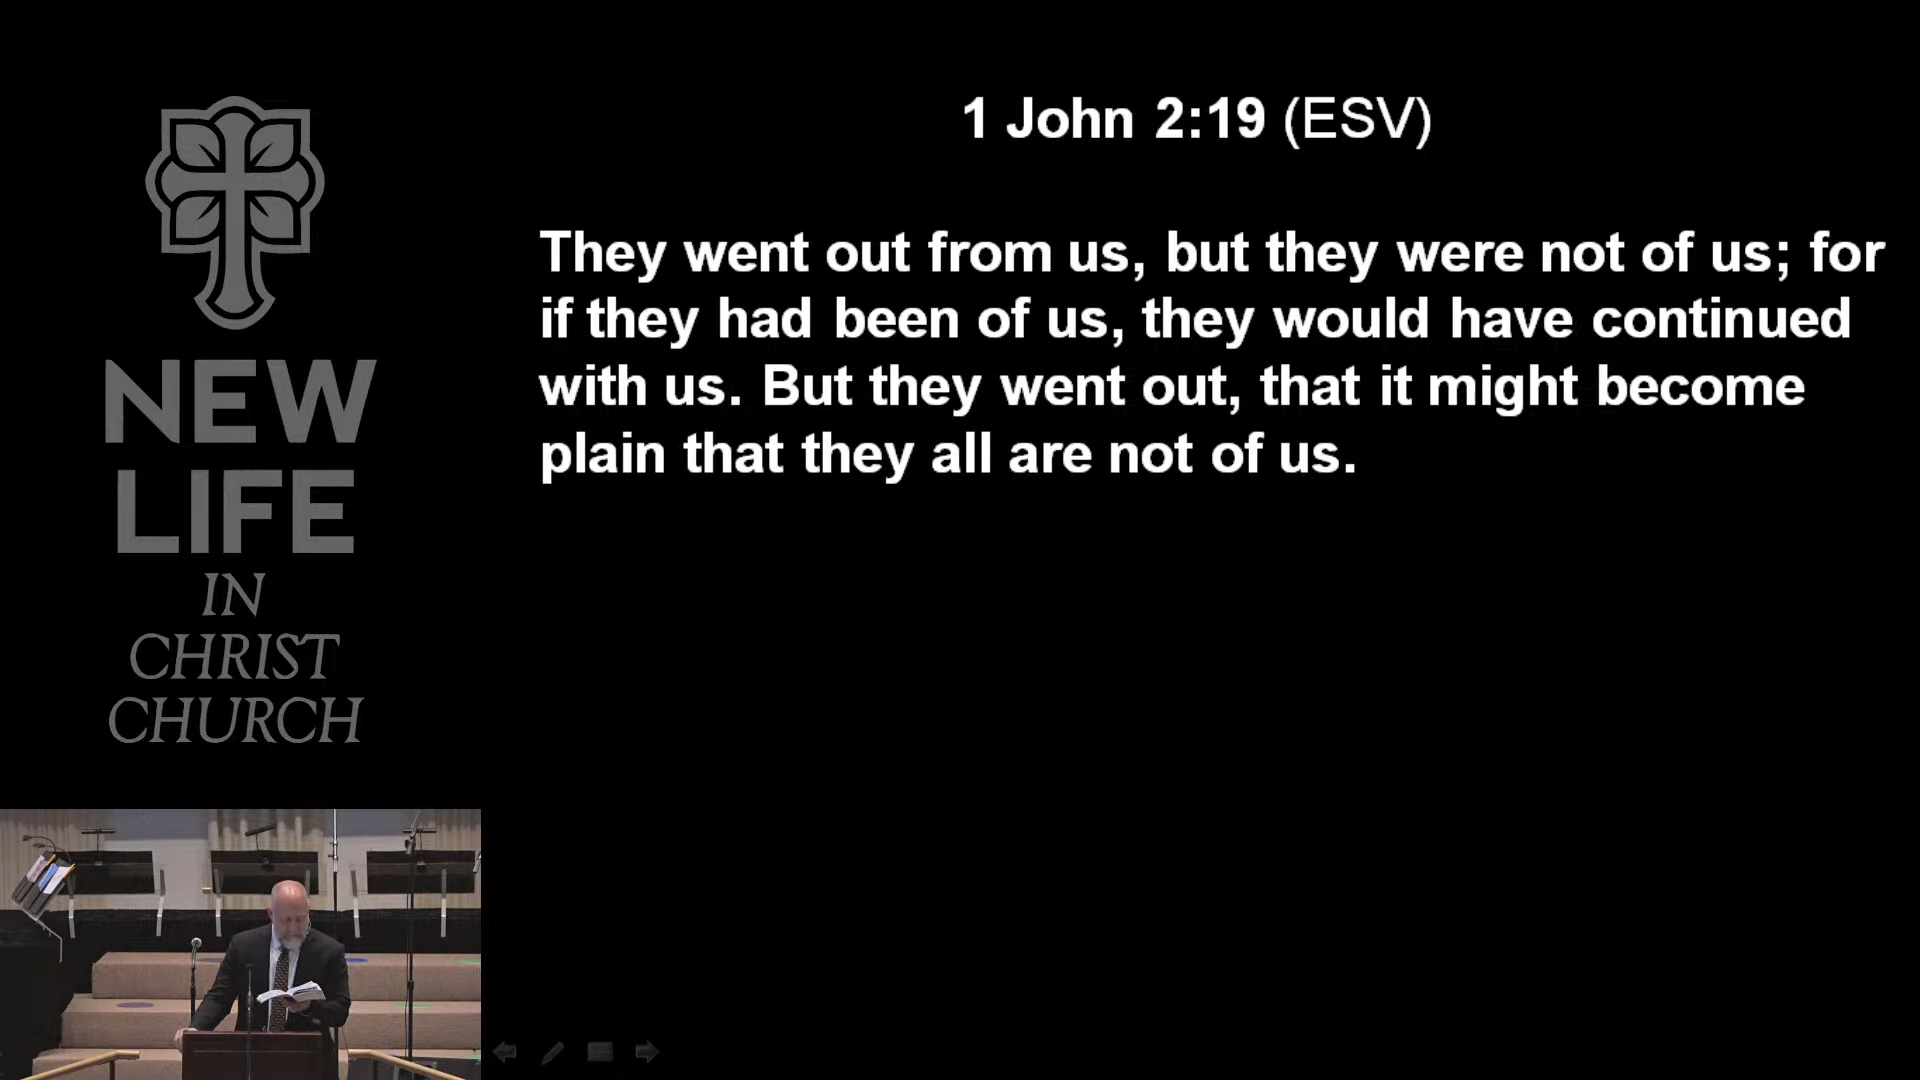 1 John 2:19 (ESV)
They went out from us, but they were not of us; for
if they had been of us, they would have continued
with us. But they went out, that it might become
plain that they all are not of us.
NEW
LIFE
IN
CHRIST
CHURCH